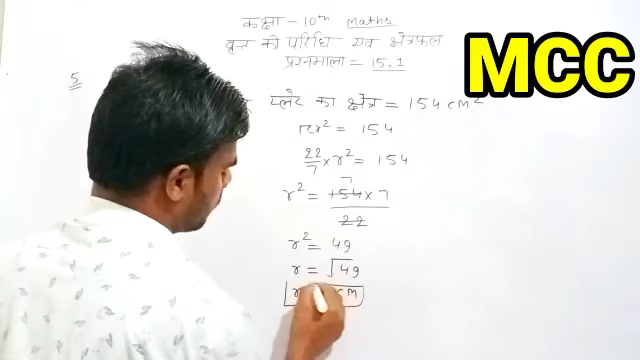 कक्षा - 10th Maths
वृत्त की परिधि एवं क्षेत्रफल
प्रश्नमाला = 15.1
MCC
5
प्लेट का क्षेत्र = 154 cm²
πr² = 154
22/7 × r² = 154
7
r² = 154 × 7 / 22
r² = 49
r = √49
r cm